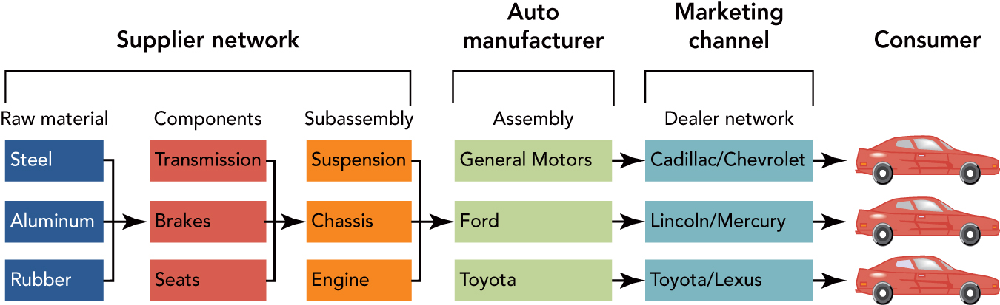 Supplier network
Auto
manufacturer
Marketing
channel
Consumer
Raw material
Components
Subassembly
Assembly
Dealer network
Steel
Transmission
Suspension
General Motors
Cadillac/Chevrolet
Aluminum
Brakes
Chassis
Ford
Lincoln/Mercury
Rubber
Seats
Engine
Toyota
Toyota/Lexus